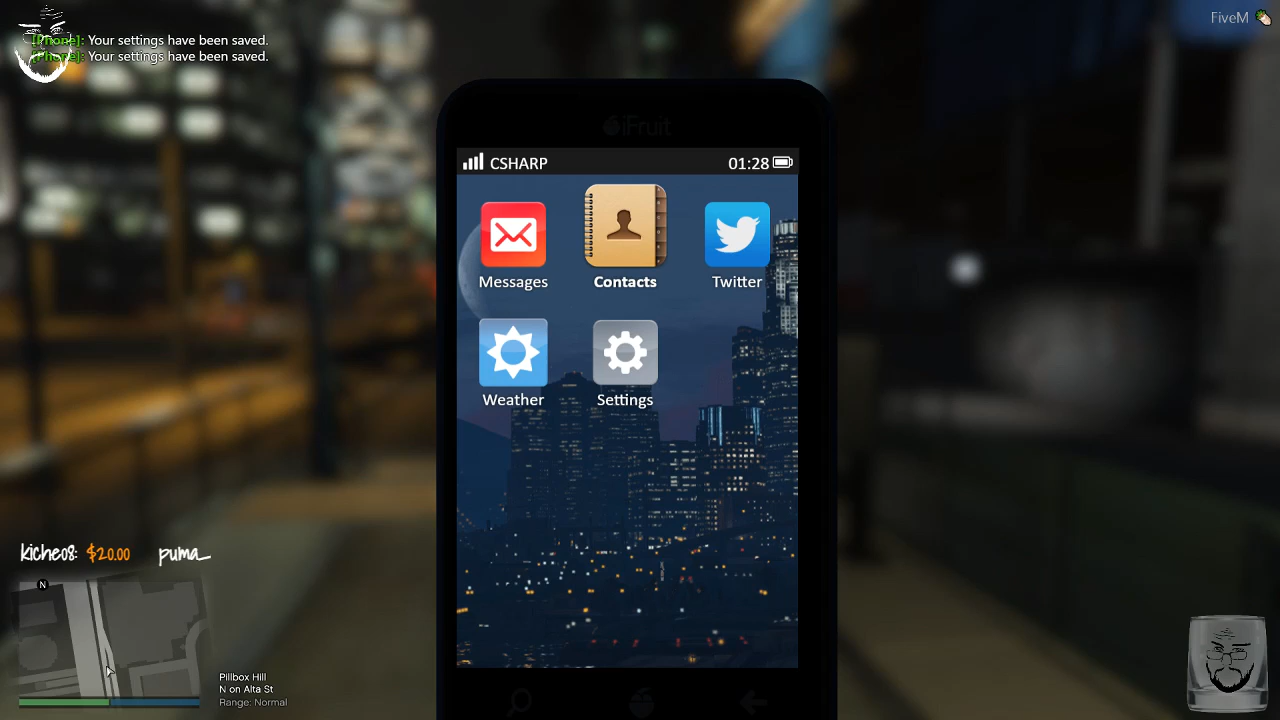 FiveM
[Phone]: Your settings have been saved.
[Phone]: Your settings have been saved.
iFruit
CSHARP 01:28
Messages Contacts Twitter
Weather Settings
kiche08: $20.00 puma_
N
Pillbox Hill
N on Alta St
Range: Normal